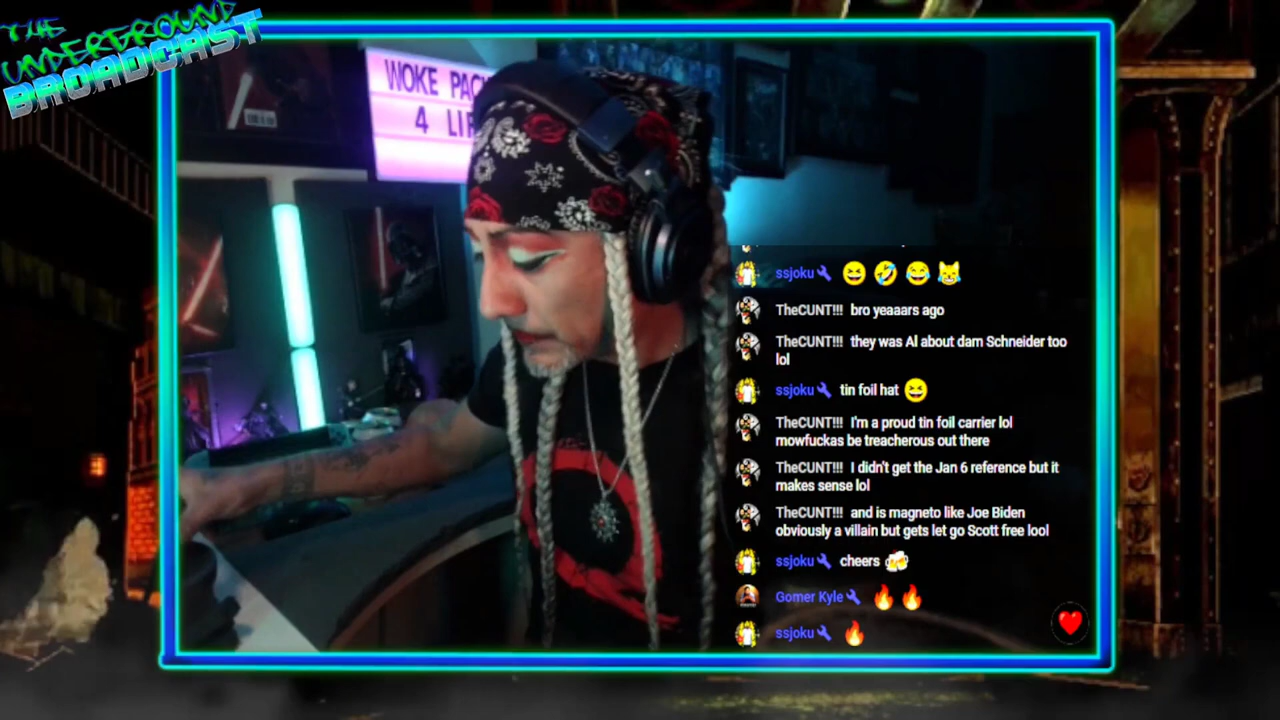 THE
UNDERGROUND
BROADCAST
WOKE PAC
4 LIF
ssjoku 😆 🤣 😂 😹
TheCUNT!!! bro yeaaars ago
TheCUNT!!! they was Al about dam Schneider too
lol
ssjoku tin foil hat 😆
TheCUNT!!! I'm a proud tin foil carrier lol
mowfuckas be treacherous out there
TheCUNT!!! I didn't get the Jan 6 reference but it
makes sense lol
TheCUNT!!! and is magneto like Joe Biden
obviously a villain but gets let go Scott free lool
ssjoku cheers 🍻
Gomer Kyle 🔥 🔥
ssjoku 🔥